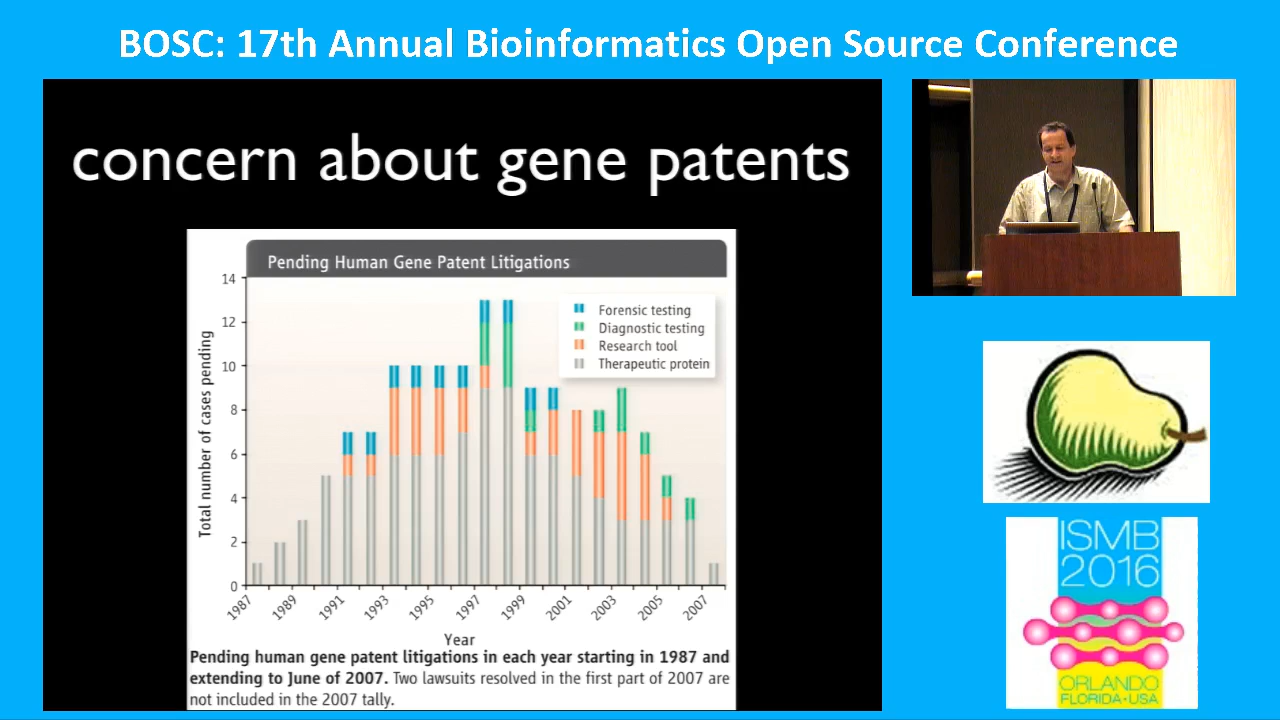 BOSC: 17th Annual Bioinformatics Open Source Conference
concern about gene patents
Pending Human Gene Patent Litigations
Forensic testing
Diagnostic testing
Research tool
Therapeutic protein
Total number of cases pending
14
12
10
8
6
4
2
0
1987
1989
1991
1993
1995
1997
1999
2001
2003
2005
2007
Year
Pending human gene patent litigations in each year starting in 1987 and
extending to June of 2007. Two lawsuits resolved in the first part of 2007 are
not included in the 2007 tally.
ISMB
2016
ORLANDO
FLORIDA•USA